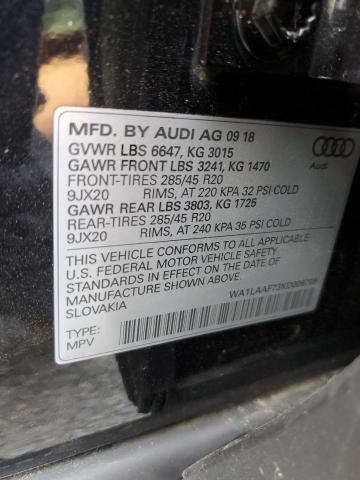 MFD. BY AUDI AG 09 18
GVWR LBS 6647, KG 3015
GAWR FRONT LBS 3241, KG 1470
FRONT-TIRES 285/45 R20
9JX20 RIMS, AT 220 KPA 32 PSI COLD
GAWR REAR LBS 3803, KG 1725
REAR-TIRES 285/45 R20
9JX20 RIMS, AT 240 KPA 35 PSI COLD
Audi
THIS VEHICLE CONFORMS TO ALL APPLICABLE
U.S. FEDERAL MOTOR VEHICLE SAFETY
STANDARDS IN EFFECT ON THE DATE OF
MANUFACTURE SHOWN ABOVE.
SLOVAKIA
TYPE:
MPV